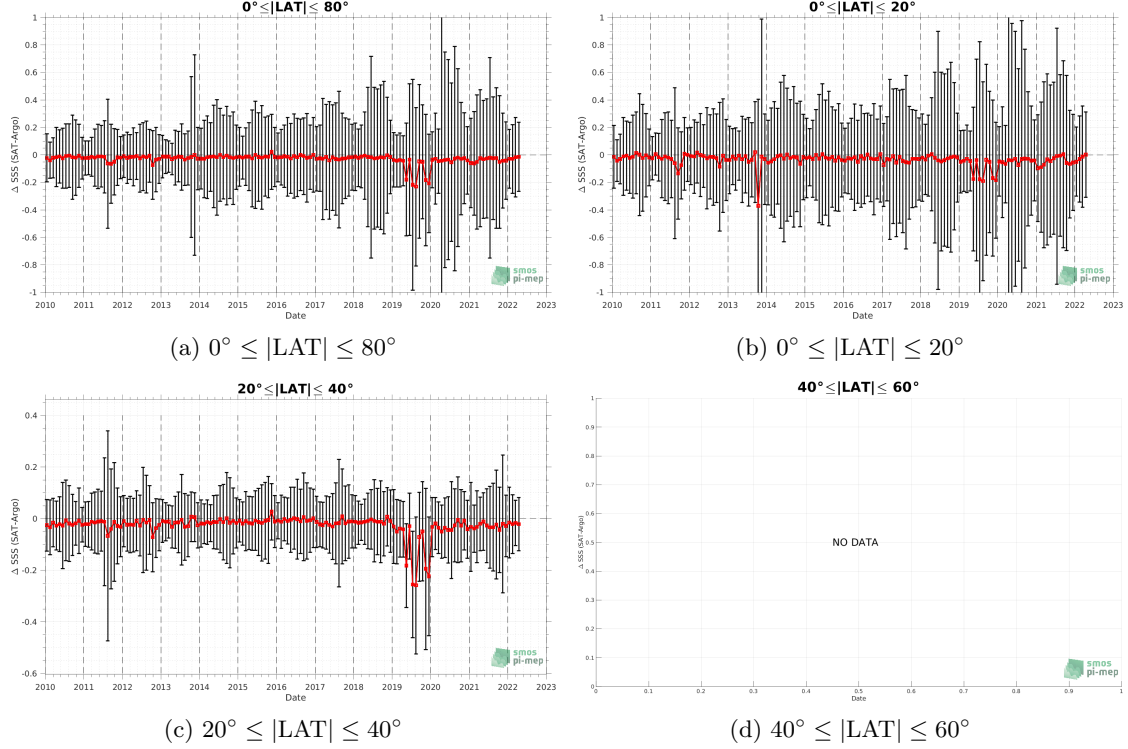 0°≤|LAT|≤ 80°
Δ SSS (SAT-Argo)
1
0.8
0.6
0.4
0.2
0
-0.2
-0.4
-0.6
-0.8
-1
2010 2011 2012 2013 2014 2015 2016 2017 2018 2019 2020 2021 2022 2023
Date
smos
pi-mep
(a) 0° ≤ |LAT| ≤ 80°
0°≤|LAT|≤ 20°
Δ SSS (SAT-Argo)
1
0.8
0.6
0.4
0.2
0
-0.2
-0.4
-0.6
-0.8
-1
2010 2011 2012 2013 2014 2015 2016 2017 2018 2019 2020 2021 2022 2023
Date
smos
pi-mep
(b) 0° ≤ |LAT| ≤ 20°
20°≤|LAT|≤ 40°
Δ SSS (SAT-Argo)
0.4
0.2
0
-0.2
-0.4
-0.6
2010 2011 2012 2013 2014 2015 2016 2017 2018 2019 2020 2021 2022 2023
Date
smos
pi-mep
(c) 20° ≤ |LAT| ≤ 40°
40°≤|LAT|≤ 60°
Δ SSS (SAT-Argo)
1
0.9
0.8
0.7
0.6
0.5
0.4
0.3
0.2
0.1
0
NO DATA
0 0.1 0.2 0.3 0.4 0.5 0.6 0.7 0.8 0.9 1
Date
smos
pi-mep
(d) 40° ≤ |LAT| ≤ 60°